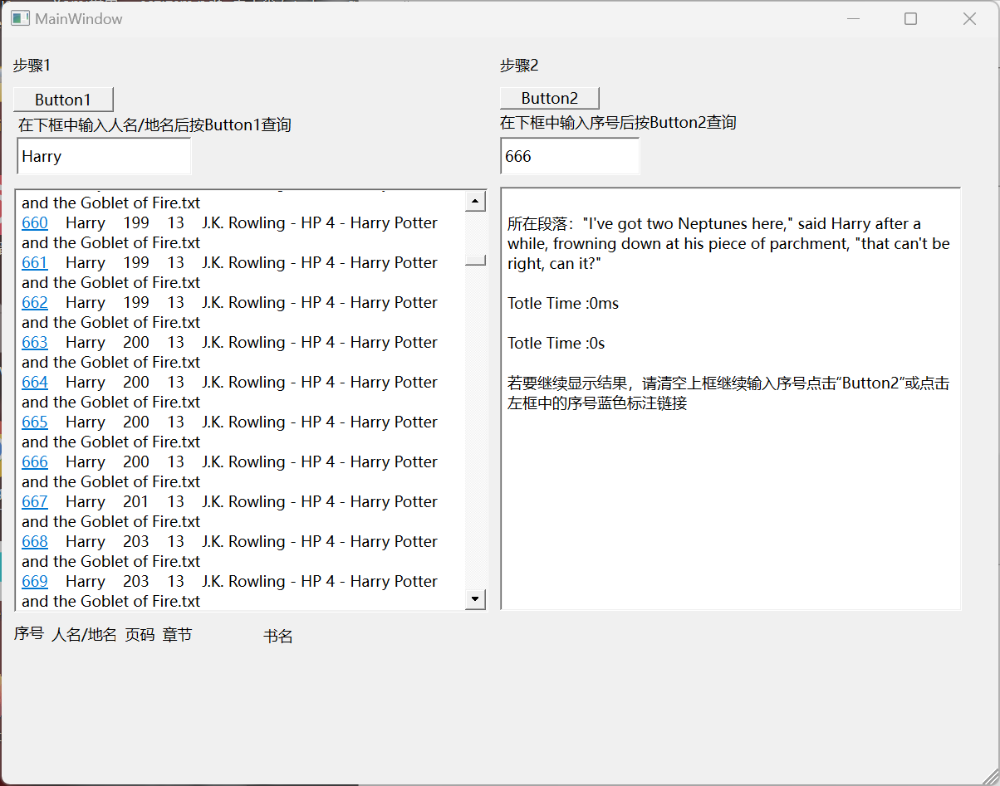 MainWindow
步骤1
Button1
在下框中输入人名/地名后按Button1查询
Harry
and the Goblet of Fire.txt
660 Harry 199 13 J.K. Rowling - HP 4 - Harry Potter
and the Goblet of Fire.txt
661 Harry 199 13 J.K. Rowling - HP 4 - Harry Potter
and the Goblet of Fire.txt
662 Harry 199 13 J.K. Rowling - HP 4 - Harry Potter
and the Goblet of Fire.txt
663 Harry 200 13 J.K. Rowling - HP 4 - Harry Potter
and the Goblet of Fire.txt
664 Harry 200 13 J.K. Rowling - HP 4 - Harry Potter
and the Goblet of Fire.txt
665 Harry 200 13 J.K. Rowling - HP 4 - Harry Potter
and the Goblet of Fire.txt
666 Harry 200 13 J.K. Rowling - HP 4 - Harry Potter
and the Goblet of Fire.txt
667 Harry 201 13 J.K. Rowling - HP 4 - Harry Potter
and the Goblet of Fire.txt
668 Harry 203 13 J.K. Rowling - HP 4 - Harry Potter
and the Goblet of Fire.txt
669 Harry 203 13 J.K. Rowling - HP 4 - Harry Potter
and the Goblet of Fire.txt
序号 人名/地名 页码 章节 书名
步骤2
Button2
在下框中输入序号后按Button2查询
666
所在段落："I've got two Neptunes here," said Harry after a
while, frowning down at his piece of parchment, "that can't be
right, can it?"
Totle Time :0ms
Totle Time :0s
若要继续显示结果，请清空上框继续输入序号点击“Button2”或点击
左框中的序号蓝色标注链接